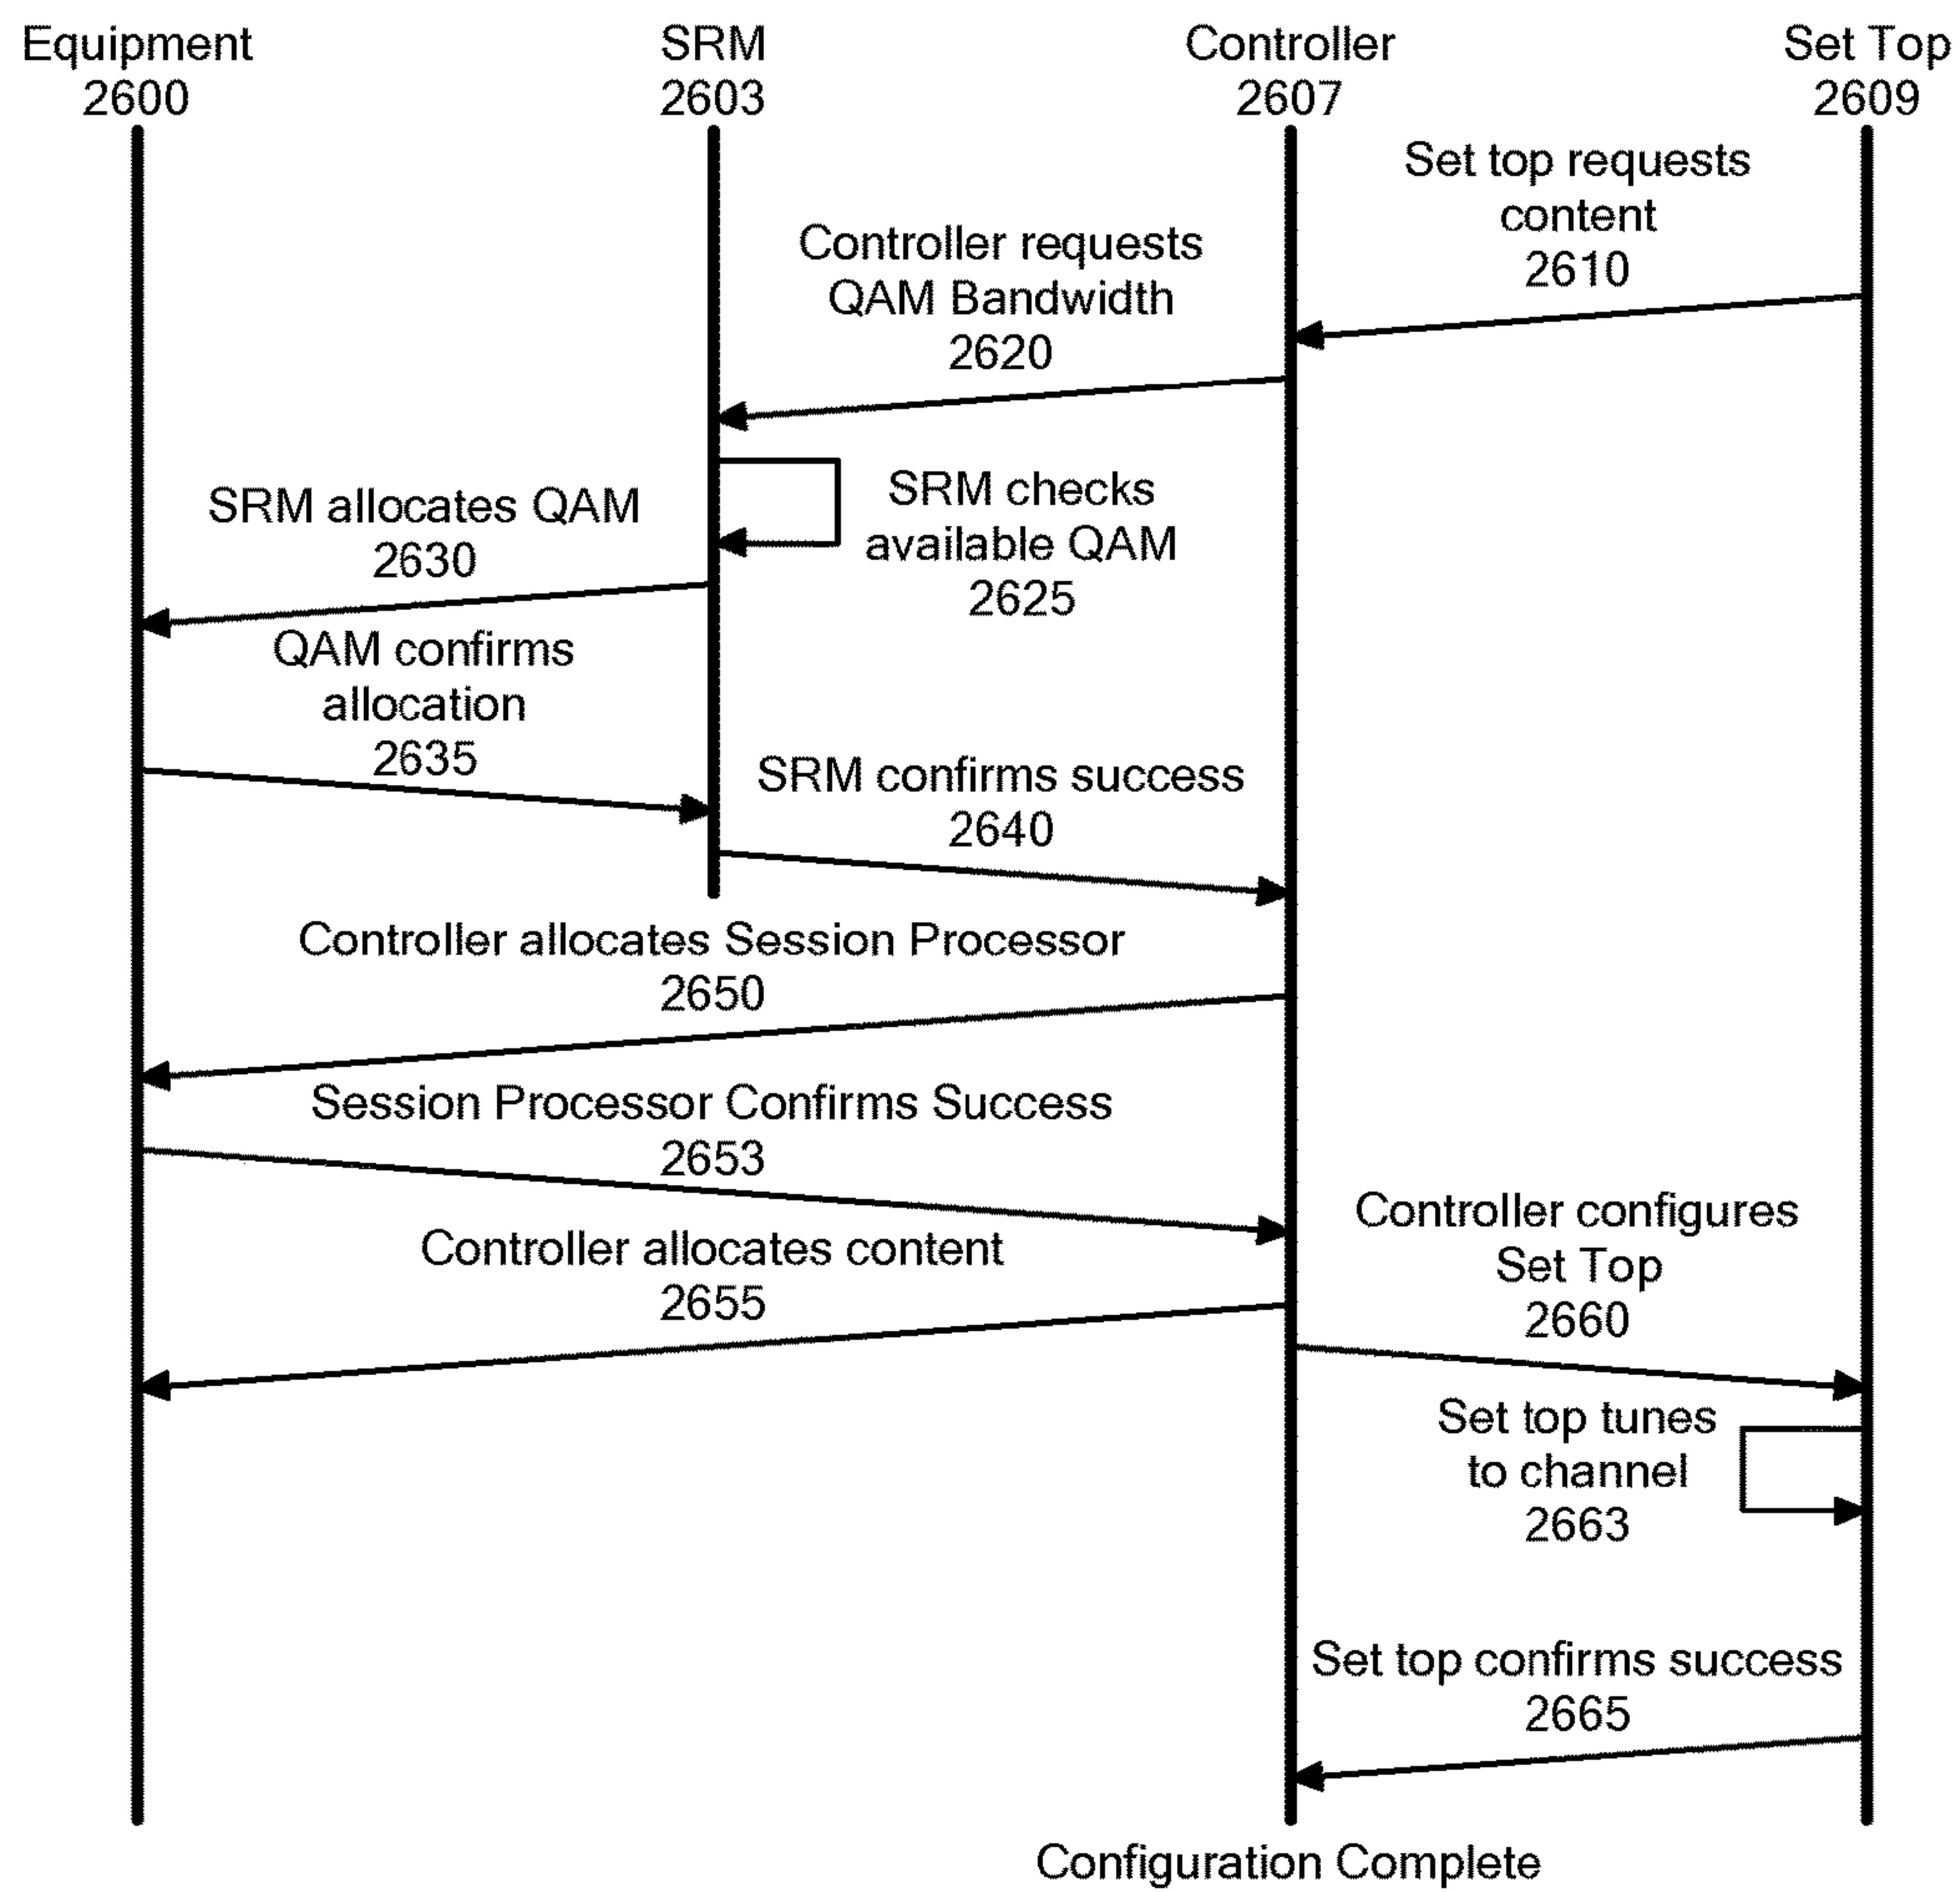 Equipment
2600
SRM
2603
Controller
2607
Set Top
2609
Set top requests
content
2610
Controller requests
QAM Bandwidth
2620
SRM checks
available QAM
2625
SRM allocates QAM
2630
QAM confirms
allocation
2635
SRM confirms success
2640
Controller allocates Session Processor
2650
Session Processor Confirms Success
2653
Controller allocates content
2655
Controller configures
Set Top
2660
Set top tunes
to channel
2663
Set top confirms success
2665
Configuration Complete